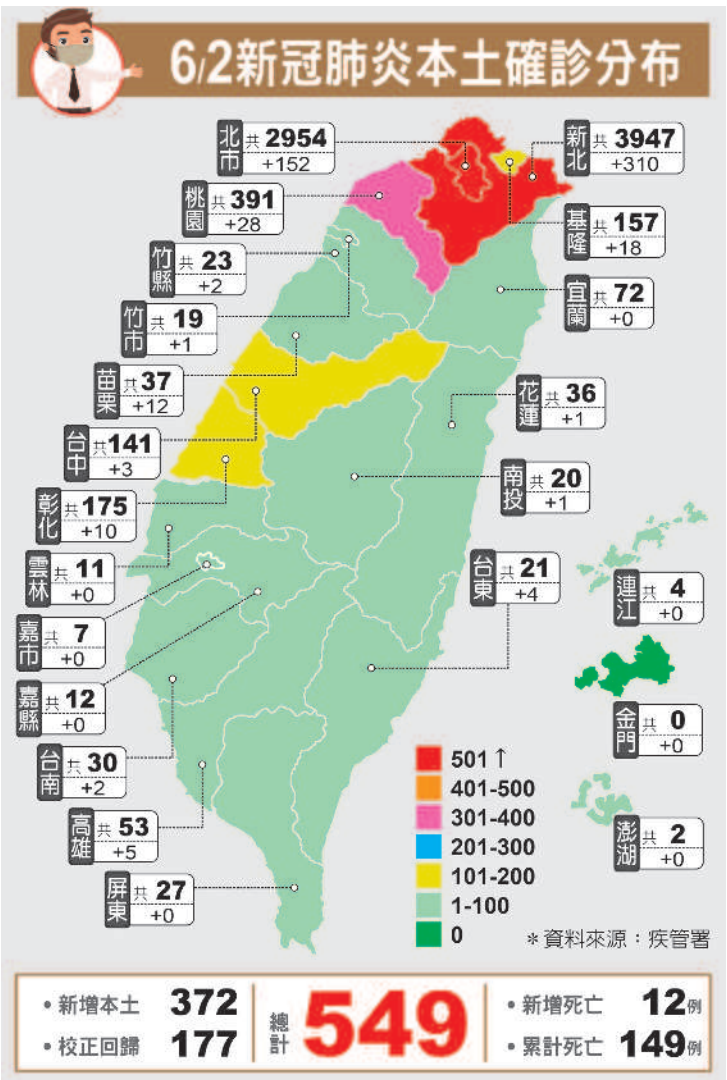 6/2新冠肺炎本土確診分布
北市 共 2954
+152
新北 共 3947
+310
桃園 共 391
+28
基隆 共 157
+18
竹縣 共 23
+2
宜蘭 共 72
+0
竹市 共 19
+1
苗栗 共 37
+12
花蓮 共 36
+1
台中 共 141
+3
南投 共 20
+1
彰化 共 175
+10
雲林 共 11
+0
台東 共 21
+4
連江 共 4
+0
嘉市 共 7
+0
嘉縣 共 12
+0
金門 共 0
+0
台南 共 30
+2
高雄 共 53
+5
澎湖 共 2
+0
屏東 共 27
+0
501↑
401-500
301-400
201-300
101-200
1-100
0
*資料來源：疾管署
•新增本土 372
•校正回歸 177
總計 549
•新增死亡 12例
•累計死亡 149例